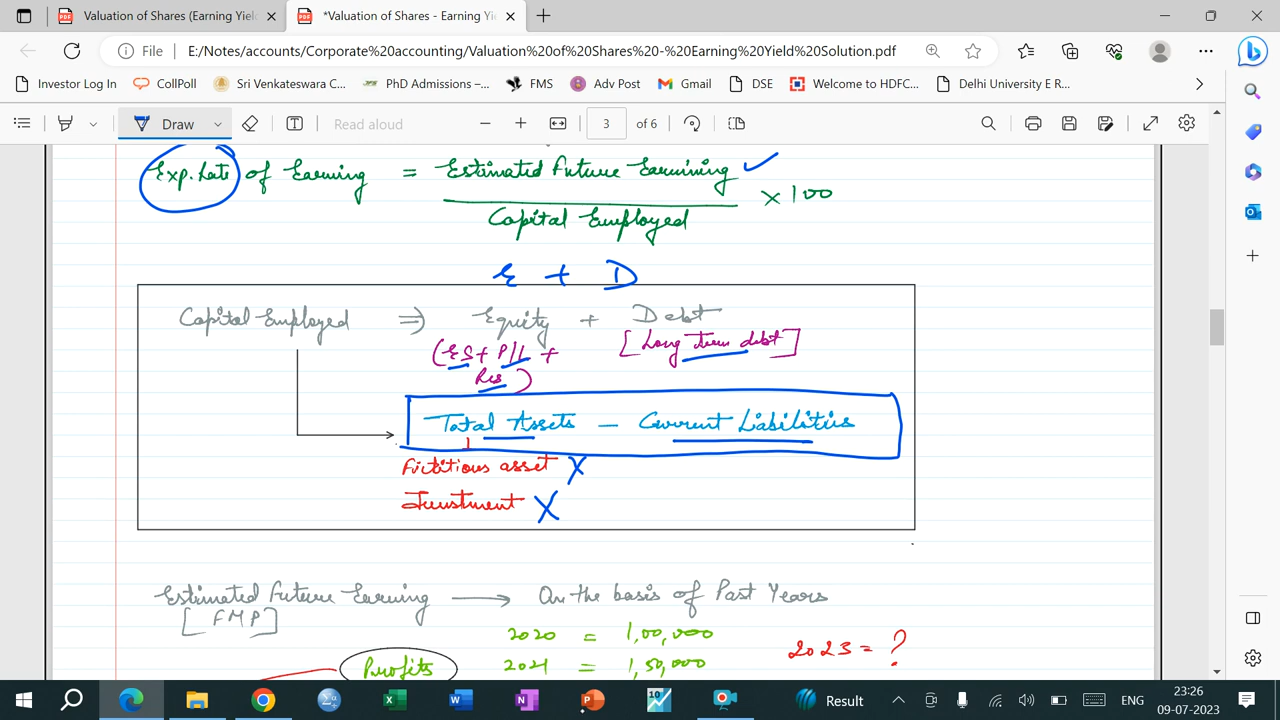 Valuation of Shares (Earning Yiel
*Valuation of Shares - Earning Yi
File E:/Notes/accounts/Corporate%20accounting/Valuation%20of%20Shares%20-%20Earning%20Yield%20Solution.pdf
Investor Log In CollPoll Sri Venkateswara C... PhD Admissions –... FMS Adv Post Gmail DSE Welcome to HDFC... Delhi University E R...
Draw Read aloud 3 of 6
Exp. Rate of Earning = Estimated Future Earnining
Capital Employed × 100
E + D
Capital Employed ⇒ Equity + Debt
(ES + P/L + Res) [Long term debt]
Total Assets – Current Liabilities
Fictitious asset X
Investment X
Estimated Future Earning → On the basis of Past Years
[FMP]
2020 = 1,00,000
2023 = ?
Profits 2021 = 1,50,000
Result ENG 23:26
09-07-2023